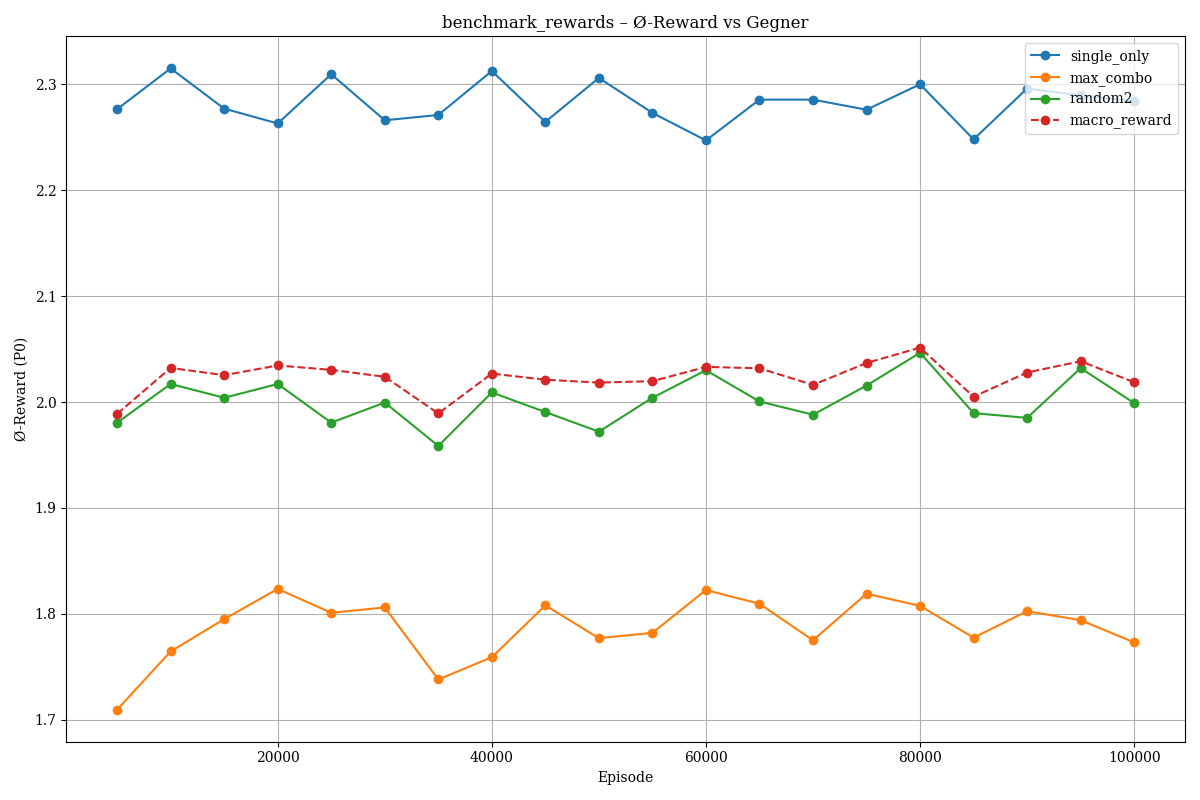 benchmark_rewards – Ø-Reward vs Gegner
single_only
max_combo
random2
macro_reward
Ø-Reward (P0)
2.3
2.2
2.1
2.0
1.9
1.8
1.7
20000 40000 60000 80000 100000
Episode